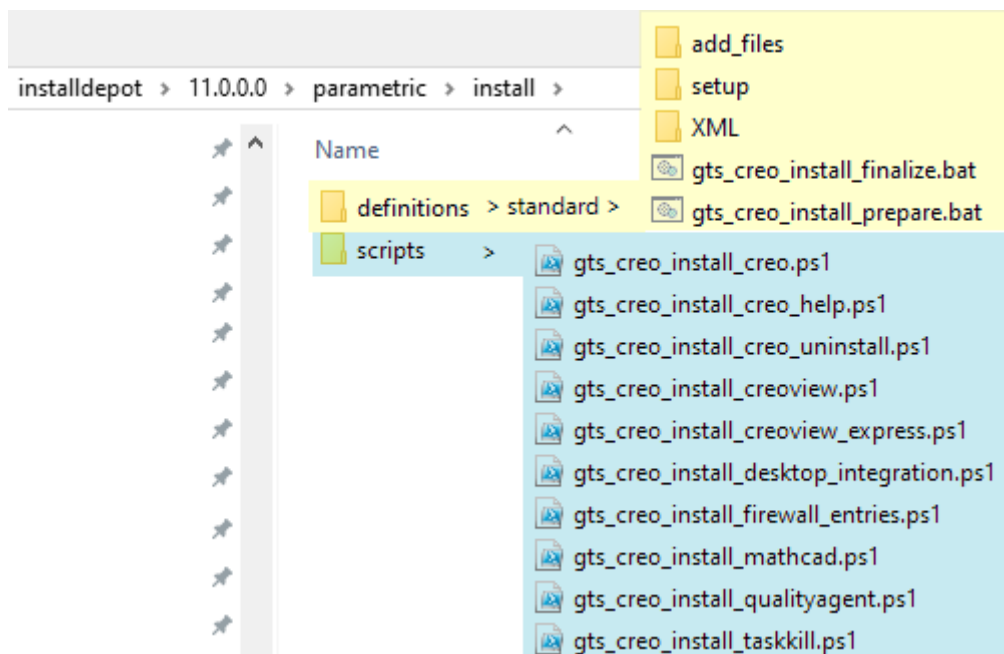 add_files
installdepot > 11.0.0.0 > parametric > install >
setup
XML
Name
gts_creo_install_finalize.bat
definitions > standard >
gts_creo_install_prepare.bat
scripts >
gts_creo_install_creo.ps1
gts_creo_install_creo_help.ps1
gts_creo_install_creo_uninstall.ps1
gts_creo_install_creoview.ps1
gts_creo_install_creoview_express.ps1
gts_creo_install_desktop_integration.ps1
gts_creo_install_firewall_entries.ps1
gts_creo_install_mathcad.ps1
gts_creo_install_qualityagent.ps1
gts_creo_install_taskkill.ps1